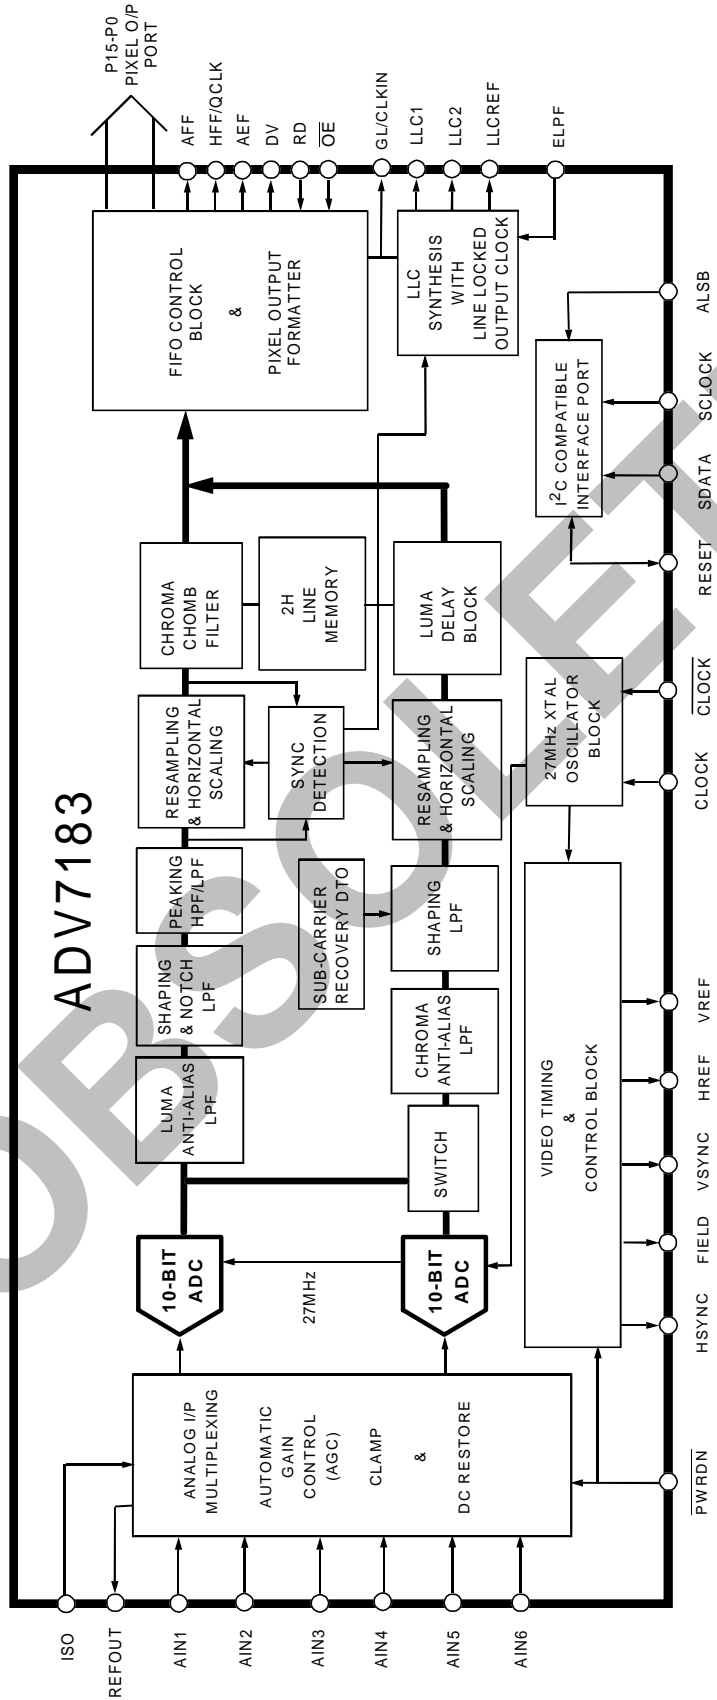 ADV7183
ISO
REFOUT
AIN1
AIN2
AIN3
AIN4
AIN5
AIN6
ANALOG I/P
MULTIPLEXING
AUTOMATIC
GAIN
CONTROL
(AGC)
CLAMP
&
DC RESTORE
10-BIT
ADC
10-BIT
ADC
27MHz
LUMA
ANTI-ALIAS
LPF
SHAPING
& NOTCH
LPF
PEAKING
HPF/LPF
RESAMPLING
& HORIZONTAL
SCALING
CHROMA
CHOMB
FILTER
SWITCH
CHROMA
ANTI-ALIAS
LPF
SUB-CARRIER
RECOVERY DTO
SHAPING
LPF
SYNC
DETECTION
RESAMPLING
& HORIZONTAL
SCALING
2H
LINE
MEMORY
LUMA
DELAY
BLOCK
FIFO CONTROL
BLOCK
&
PIXEL OUTPUT
FORMATTER
LLC
SYNTHESIS
WITH
LINE LOCKED
OUTPUT CLOCK
VIDEO TIMING
&
CONTROL BLOCK
27MHz XTAL
OSCILLATOR
BLOCK
I2C COMPATIBLE
INTERFACE PORT
P15-P0
PIXEL O/P
PORT
AFF
HFF/QCLK
AEF
DV
RD
OE
GL/CLKIN
LLC1
LLC2
LLCREF
ELPF
PWRDN
HSYNC
FIELD
VSYNC
HREF
VREF
CLOCK
CLOCK
RESET
SDATA
SCLOCK
ALSB
OBSOLETE